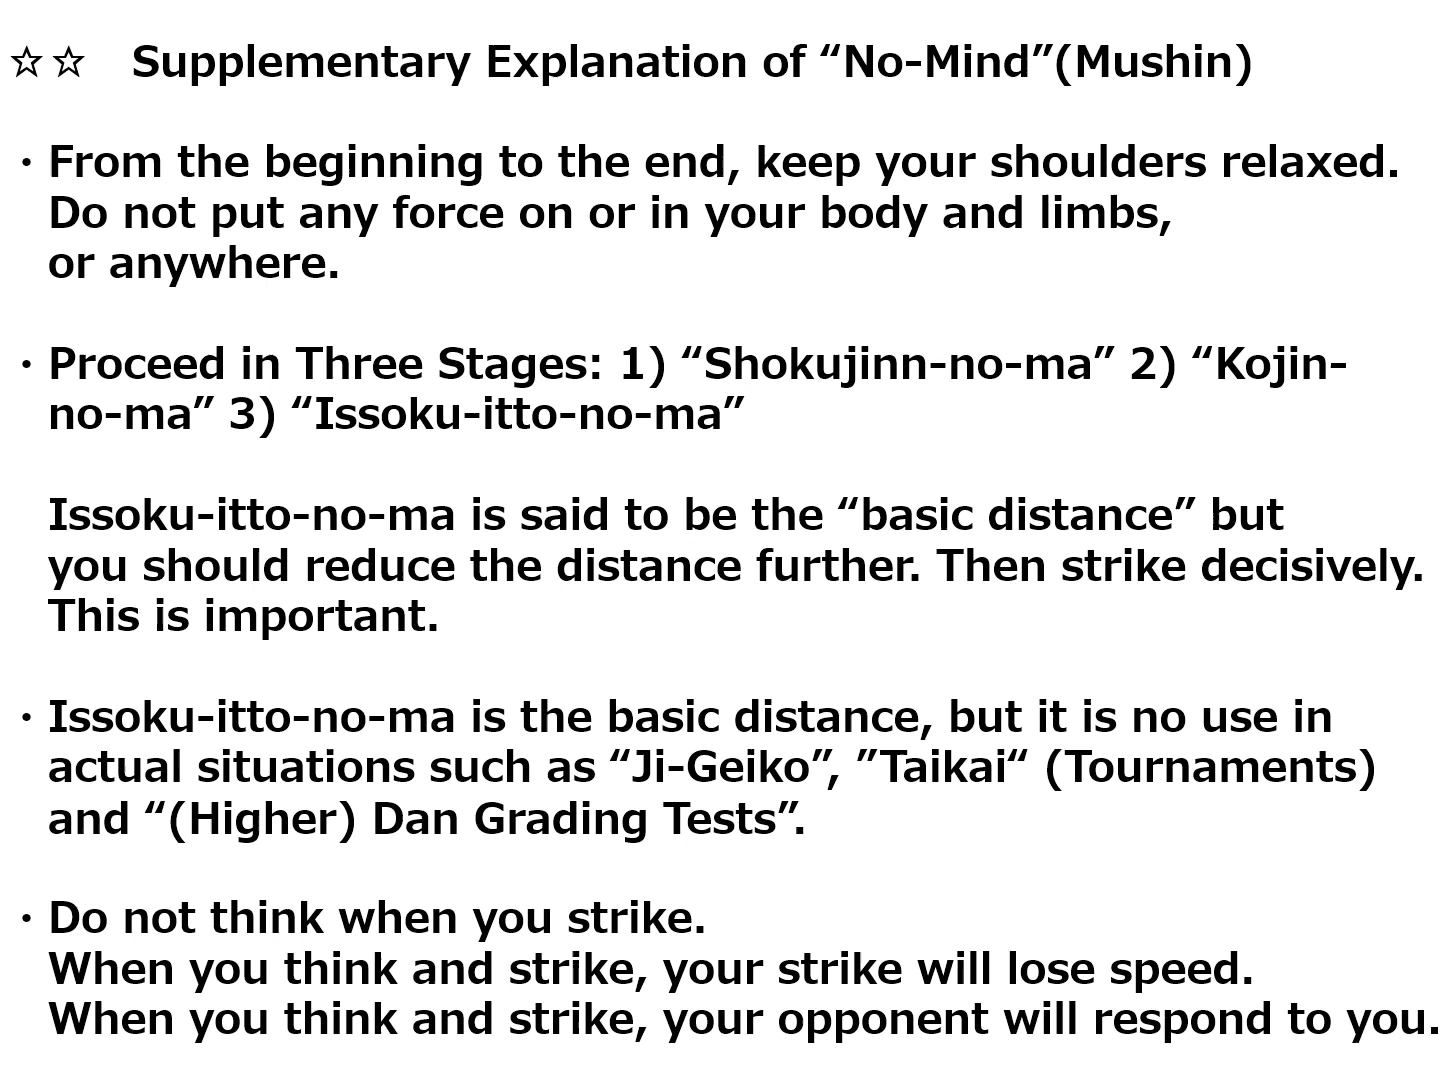 ☆☆ Supplementary Explanation of “No-Mind”(Mushin)
・From the beginning to the end, keep your shoulders relaxed.
Do not put any force on or in your body and limbs,
or anywhere.
・Proceed in Three Stages: 1) “Shokujinn-no-ma” 2) “Kojin-
no-ma” 3) “Issoku-itto-no-ma”
Issoku-itto-no-ma is said to be the “basic distance” but
you should reduce the distance further. Then strike decisively.
This is important.
・Issoku-itto-no-ma is the basic distance, but it is no use in
actual situations such as “Ji-Geiko”, ”Taikai“ (Tournaments)
and “(Higher) Dan Grading Tests”.
・Do not think when you strike.
When you think and strike, your strike will lose speed.
When you think and strike, your opponent will respond to you.